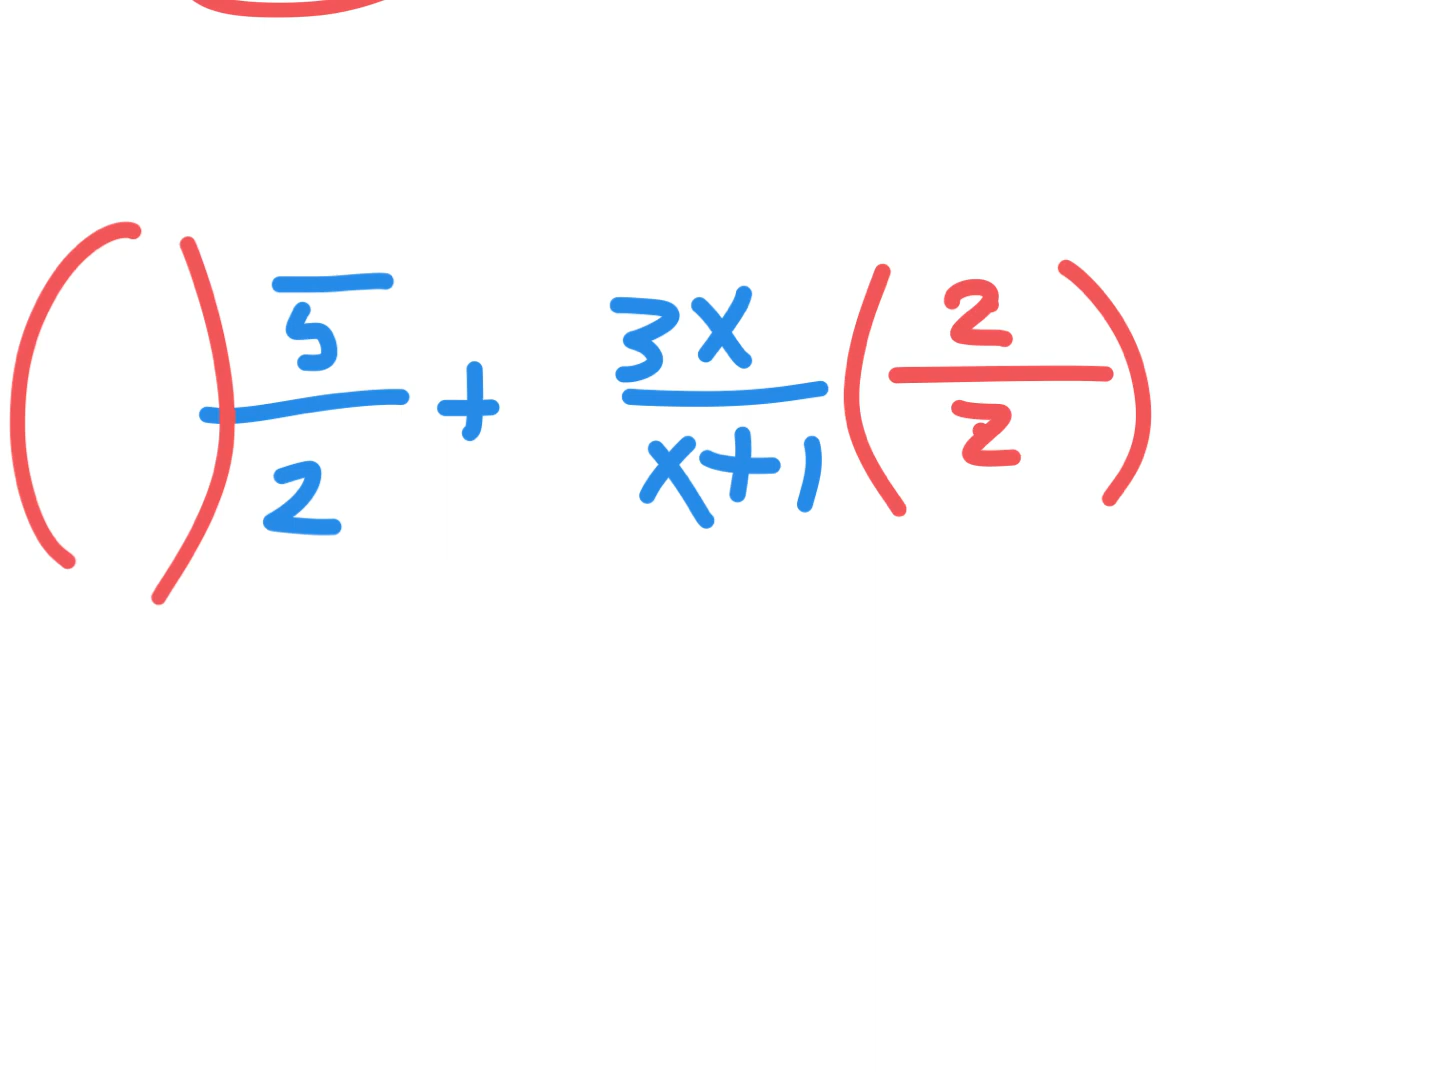 ( ) 5/2 + 3x/x+1 (2/2)